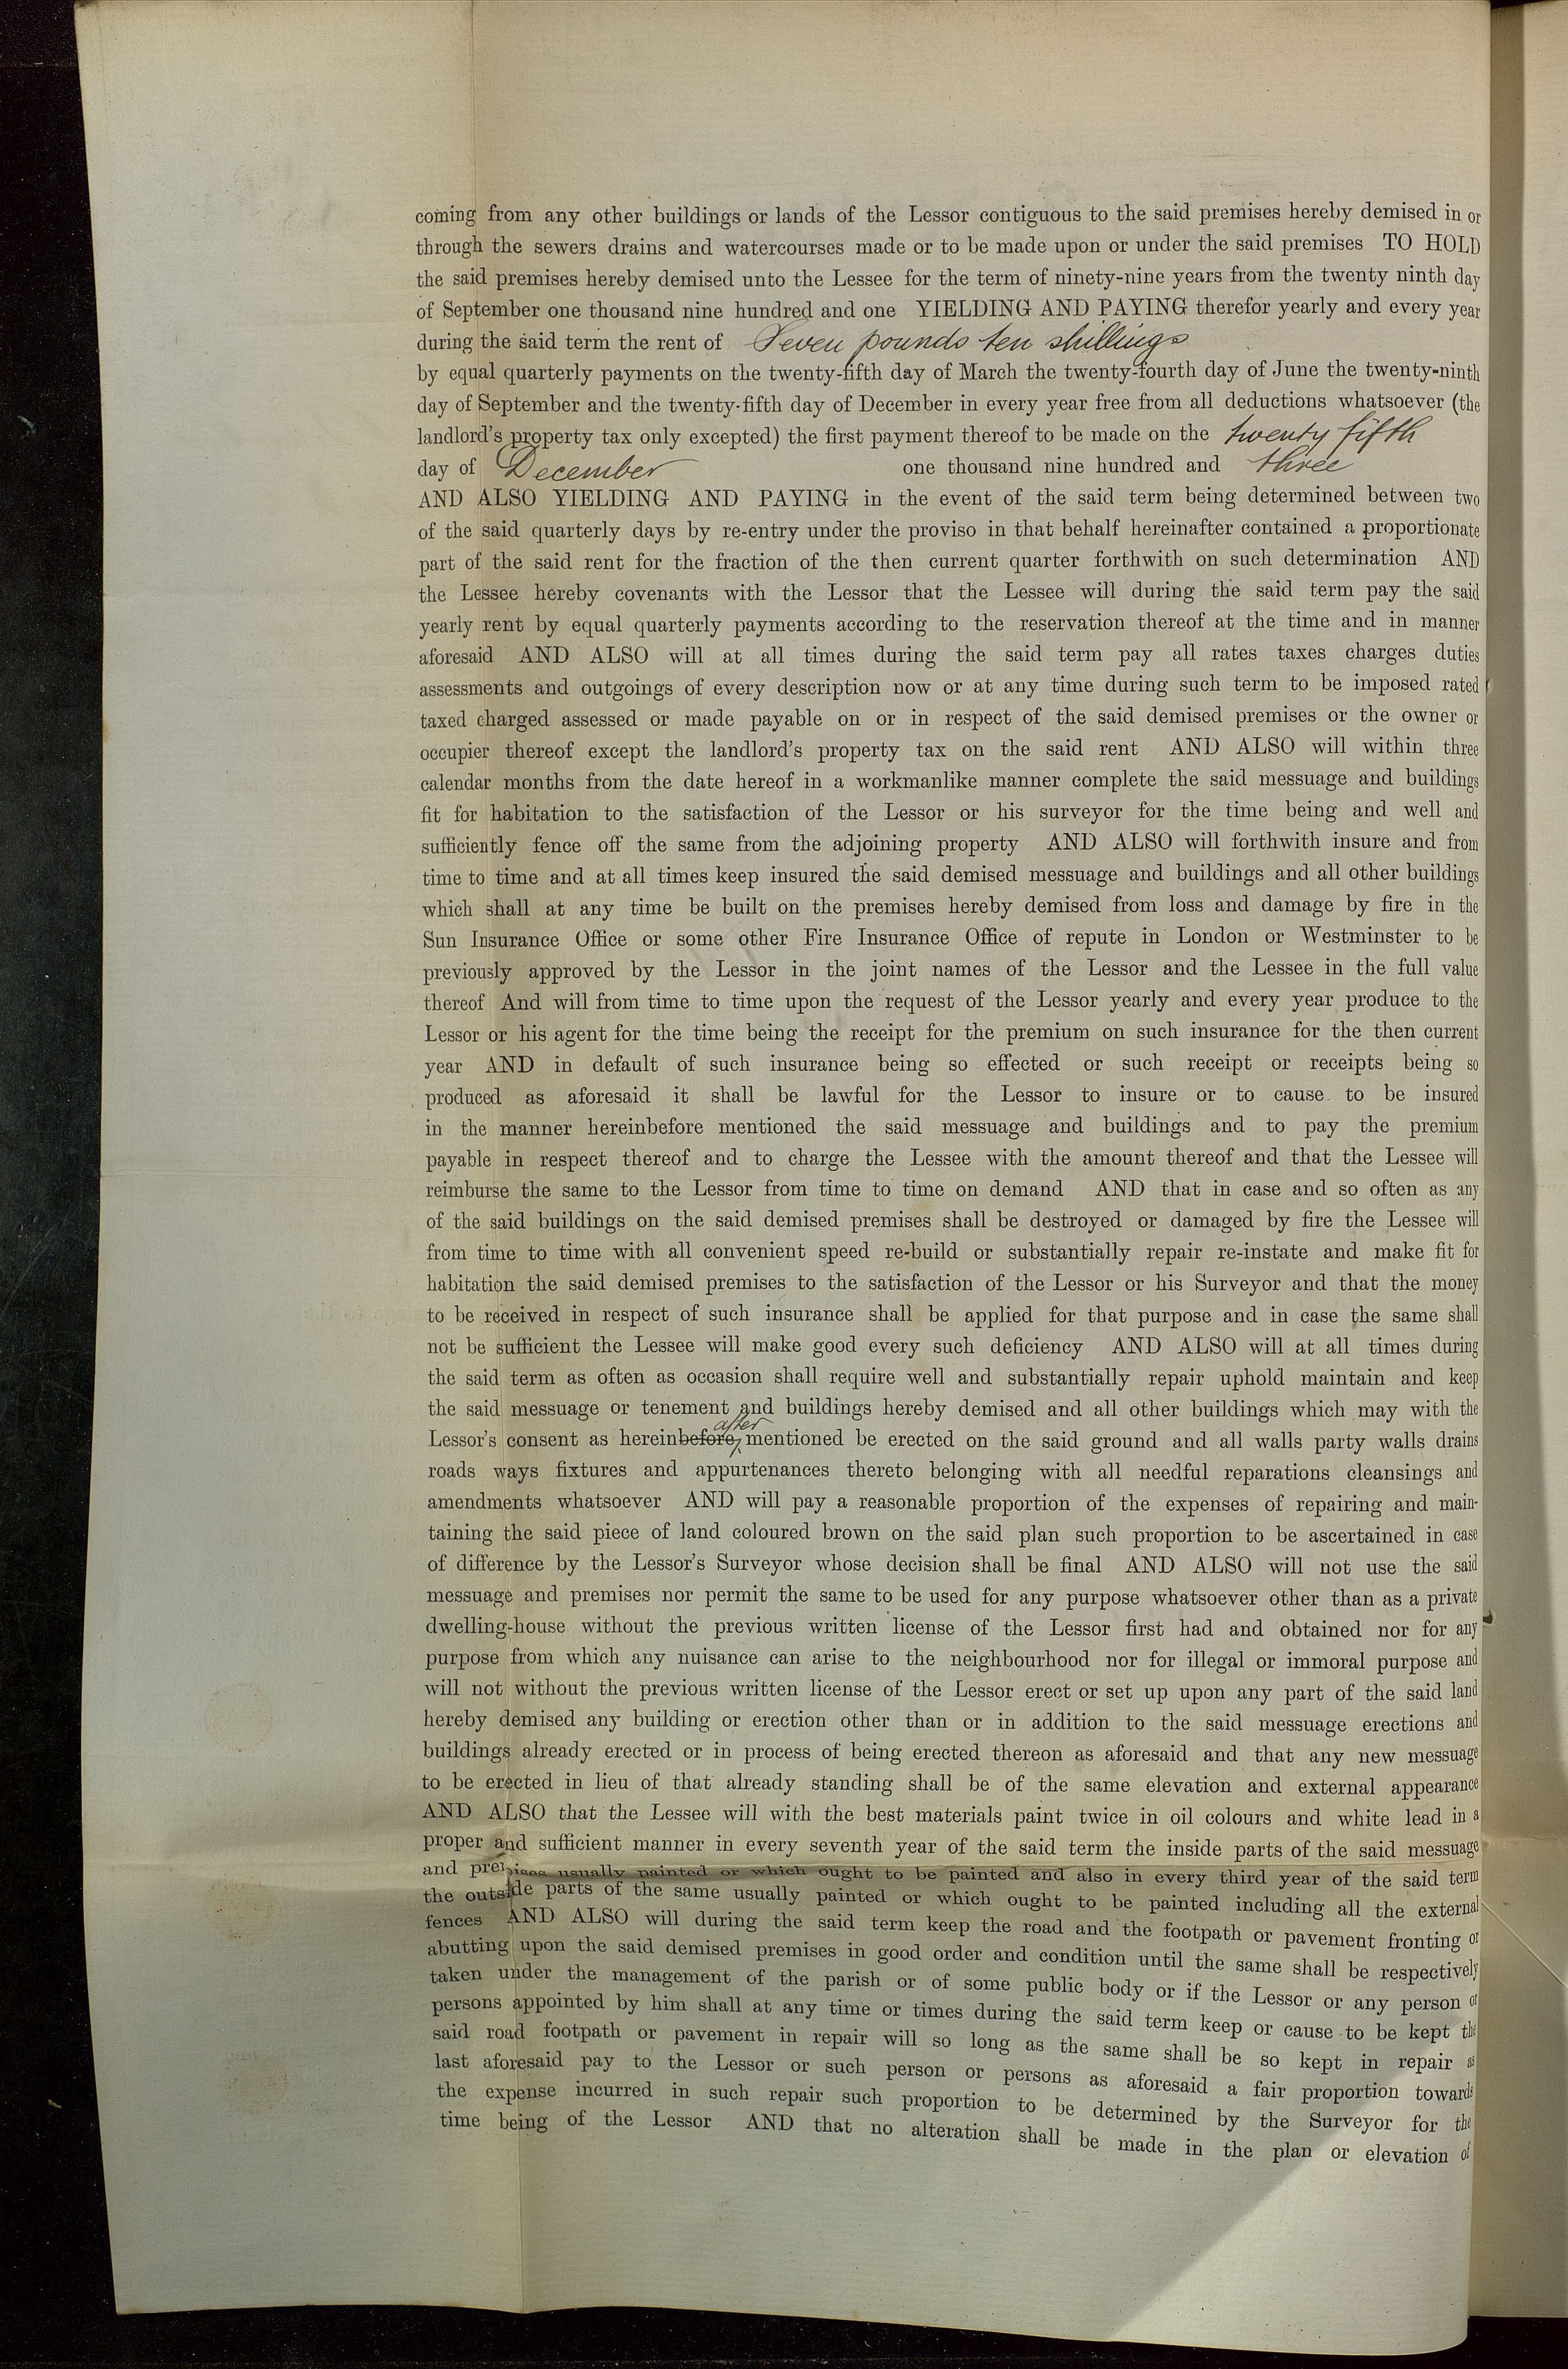 coming from any other buildings or lands of the Lessor contiguous to the said premises hereby demised in or
through the sewers drains and watercourses made or to be made upon or under the said premises TO HOLD
the said premises hereby demised unto the Lessee for the term of ninety-nine years from the twenty ninth day
of September one thousand nine hundred and one YIELDING AND PAYING therefor yearly and every year
during the said term the rent of Seven pounds ten shillings
by equal quarterly payments on the twenty-fifth day of March the twenty-fourth day of June the twenty-ninth
day of September and the twenty-fifth day of December in every year free from all deductions whatsoever (the
landlord's property tax only excepted) the first payment thereof to be made on the twenty fifth
day of December one thousand nine hundred and three
AND ALSO YIELDING AND PAYING in the event of the said term being determined between two
of the said quarterly days by re-entry under the proviso in that behalf hereinafter contained a proportionate
part of the said rent for the fraction of the then current quarter forthwith on such determination AND
the Lessee hereby covenants with the Lessor that the Lessee will during the said term pay the said
yearly rent by equal quarterly payments according to the reservation thereof at the time and in manner
aforesaid AND ALSO will at all times during the said term pay all rates taxes charges duties
assessments and outgoings of every description now or at any time during such term to be imposed rated
taxed charged assessed or made payable on or in respect of the said demised premises or the owner or
occupier thereof except the landlord's property tax on the said rent AND ALSO will within three
calendar months from the date hereof in a workmanlike manner complete the said messuage and buildings
fit for habitation to the satisfaction of the Lessor or his surveyor for the time being and well and
sufficiently fence off the same from the adjoining property AND ALSO will forthwith insure and from
time to time and at all times keep insured the said demised messuage and buildings and all other buildings
which shall at any time be built on the premises hereby demised from loss and damage by fire in the
Sun Insurance Office or some other Fire Insurance Office of repute in London or Westminster to be
previously approved by the Lessor in the joint names of the Lessor and the Lessee in the full value
thereof And will from time to time upon the request of the Lessor yearly and every year produce to the
Lessor or his agent for the time being the receipt for the premium on such insurance for the then current
year AND in default of such insurance being so effected or such receipt or receipts being so
produced as aforesaid it shall be lawful for the Lessor to insure or to cause to be insured
in the manner hereinbefore mentioned the said messuage and buildings and to pay the premium
payable in respect thereof and to charge the Lessee with the amount thereof and that the Lessee will
reimburse the same to the Lessor from time to time on demand AND that in case and so often as any
of the said buildings on the said demised premises shall be destroyed or damaged by fire the Lessee will
from time to time with all convenient speed re-build or substantially repair re-instate and make fit for
habitation the said demised premises to the satisfaction of the Lessor or his Surveyor and that the money
to be received in respect of such insurance shall be applied for that purpose and in case the same shall
not be sufficient the Lessee will make good every such deficiency AND ALSO will at all times during
the said term as often as occasion shall require well and substantially repair uphold maintain and keep
the said messuage or tenement and buildings hereby demised and all other buildings which may with the
after
Lessor's consent as hereinbefore mentioned be erected on the said ground and all walls party walls drains
roads ways fixtures and appurtenances thereto belonging with all needful reparations cleansings and
amendments whatsoever AND will pay a reasonable proportion of the expenses of repairing and main-
taining the said piece of land coloured brown on the said plan such proportion to be ascertained in case
of difference by the Lessor's Surveyor whose decision shall be final AND ALSO will not use the said
messuage and premises nor permit the same to be used for any purpose whatsoever other than as a private
dwelling-house without the previous written license of the Lessor first had and obtained nor for any
purpose from which any nuisance can arise to the neighbourhood nor for illegal or immoral purpose and
will not without the previous written license of the Lessor erect or set up upon any part of the said land
hereby demised any building or erection other than or in addition to the said messuage erections and
buildings already erected or in process of being erected thereon as aforesaid and that any new messuage
to be erected in lieu of that already standing shall be of the same elevation and external appearance
AND ALSO that the Lessee will with the best materials paint twice in oil colours and white lead in a
proper and sufficient manner in every seventh year of the said term the inside parts of the said messuage
and premises usually painted or which ought to be painted and also in every third year of the said term
the outside parts of the same usually painted or which ought to be painted including all the external
fences AND ALSO will during the said term keep the road and the footpath or pavement fronting or
abutting upon the said demised premises in good order and condition until the same shall be respectively
taken under the management of the parish or of some public body or if the Lessor or any person or
persons appointed by him shall at any time or times during the said term keep or cause to be kept the
said road footpath or pavement in repair will so long as the same shall be so kept in repair as
last aforesaid pay to the Lessor or such person or persons as aforesaid a fair proportion towards
the expense incurred in such repair such proportion to be determined by the Surveyor for the
time being of the Lessor AND that no alteration shall be made in the plan or elevation of